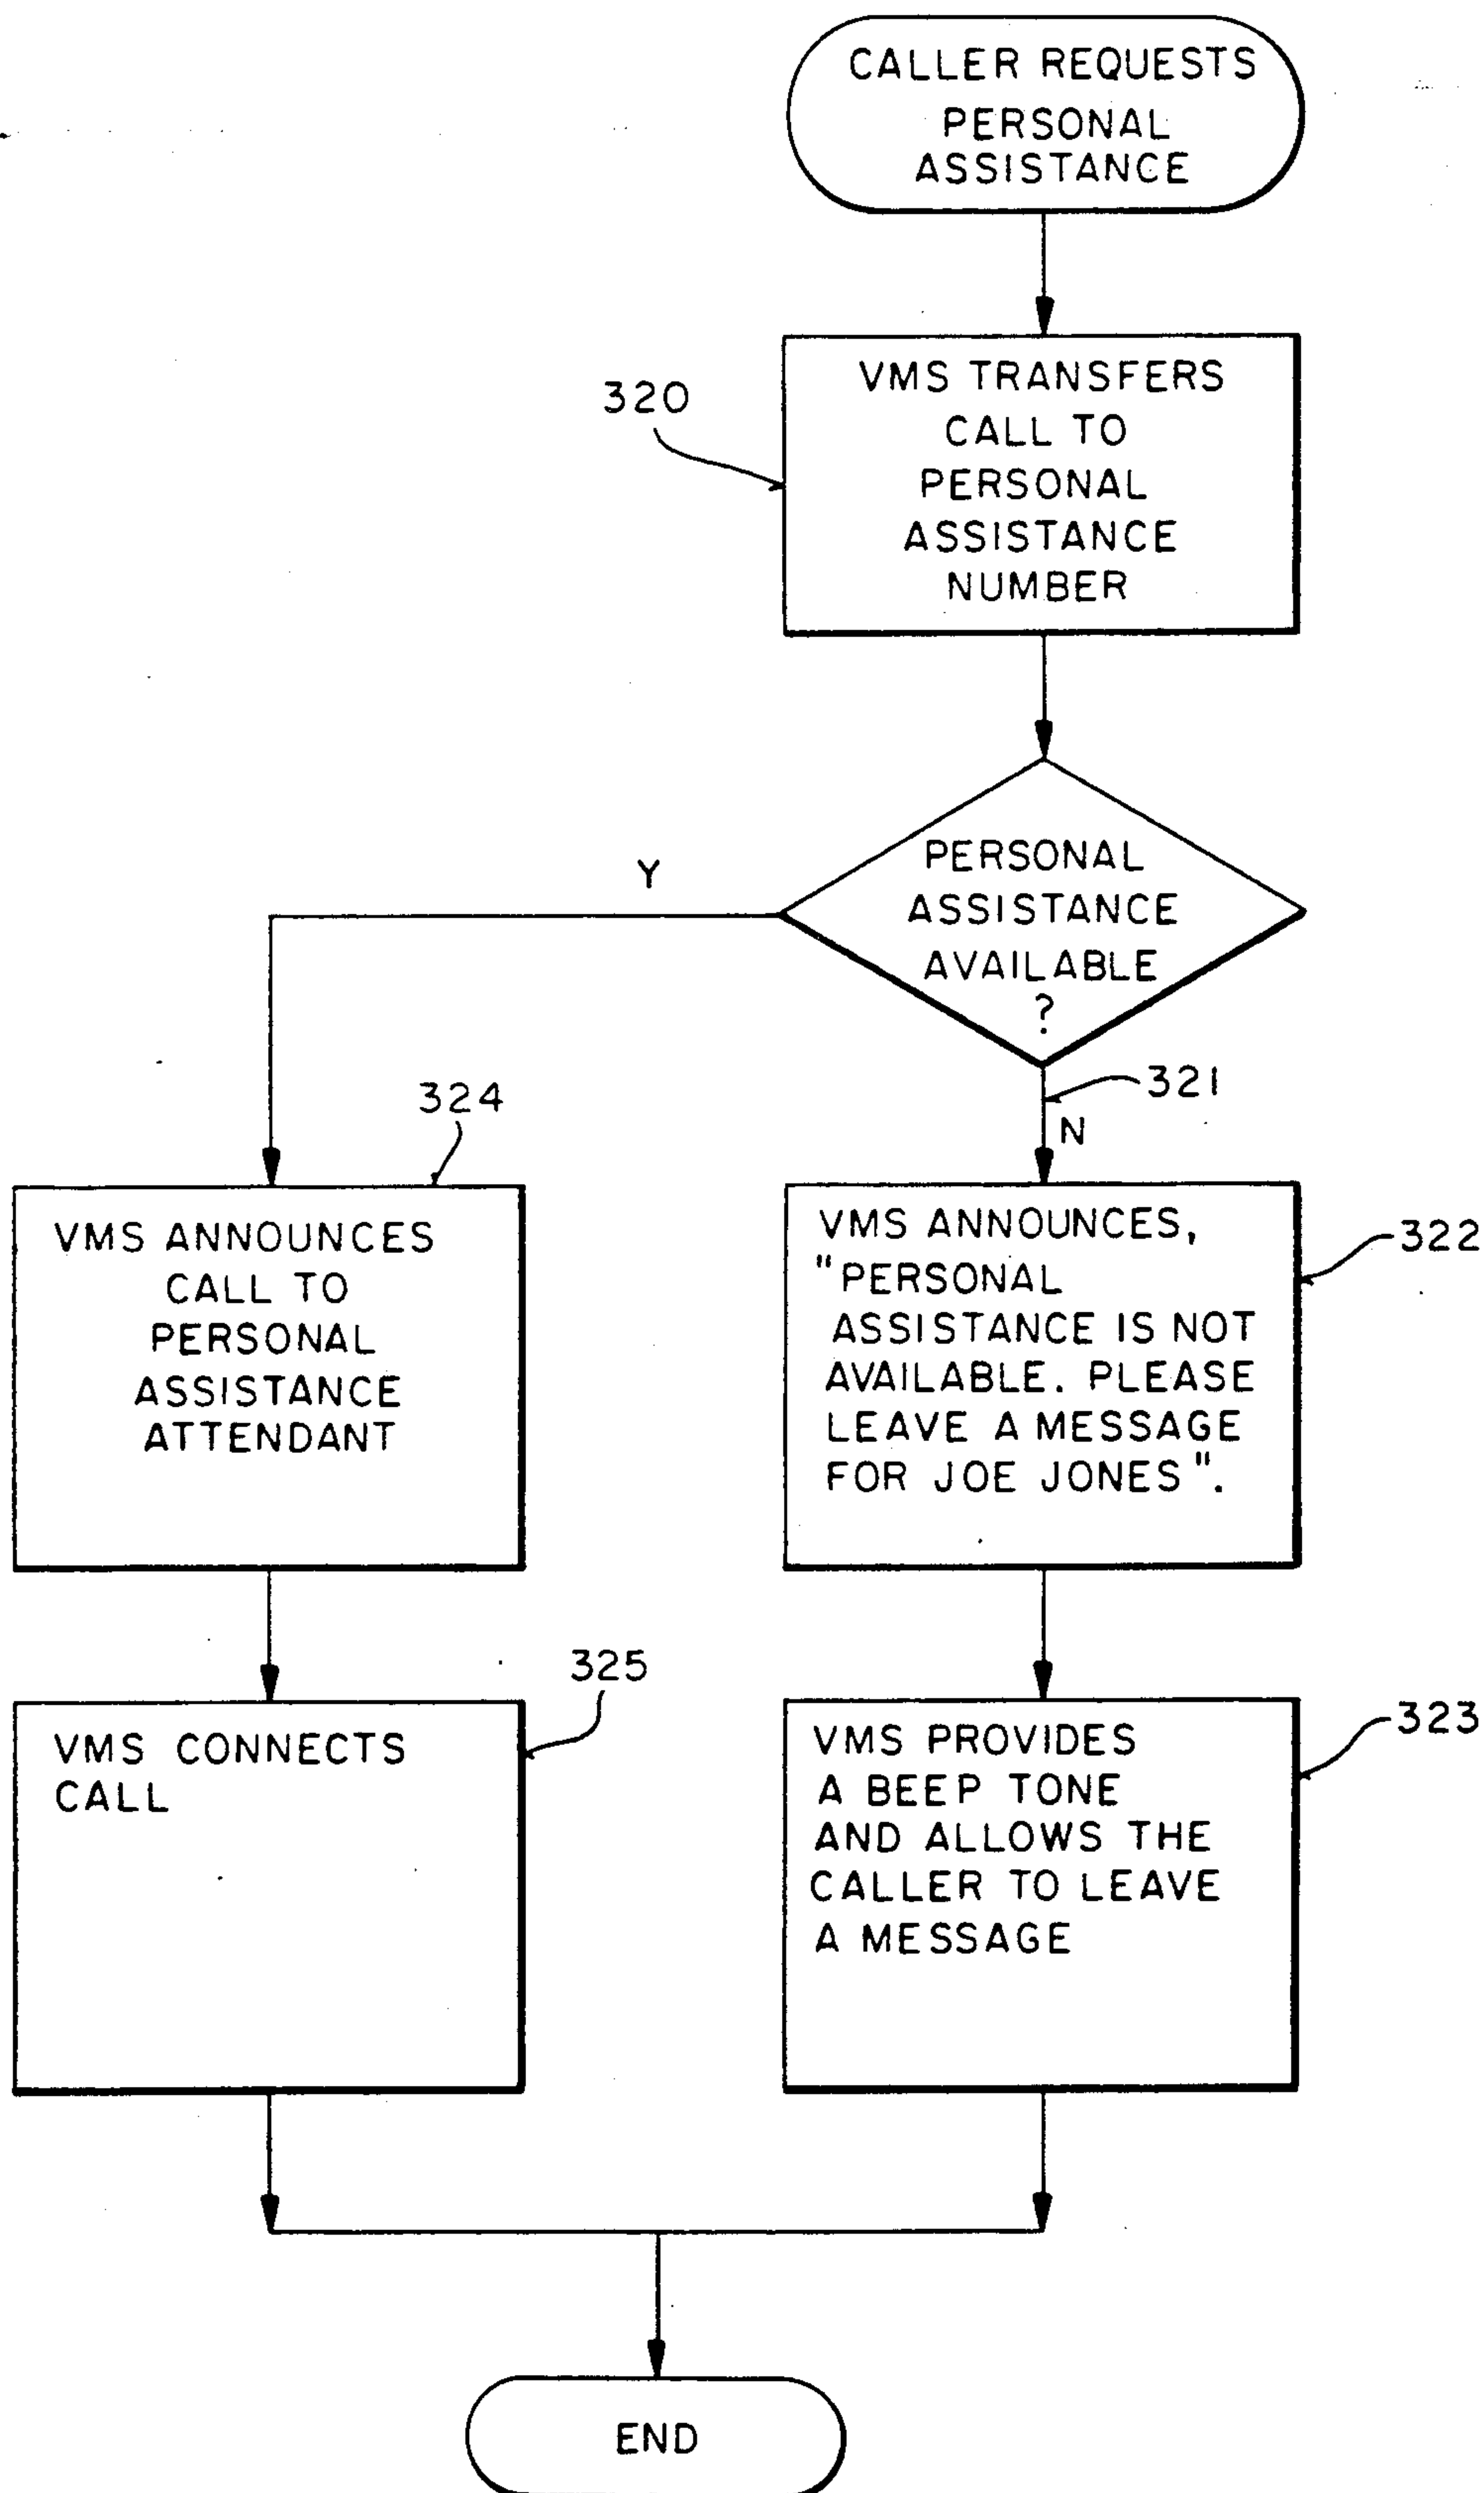 CALLER REQUESTS
PERSONAL
ASSISTANCE
320
VMS TRANSFERS
CALL TO
PERSONAL
ASSISTANCE
NUMBER
PERSONAL
ASSISTANCE
AVAILABLE
?
Y
321
N
324
VMS ANNOUNCES
CALL TO
PERSONAL
ASSISTANCE
ATTENDANT
322
VMS ANNOUNCES,
"PERSONAL
ASSISTANCE IS NOT
AVAILABLE. PLEASE
LEAVE A MESSAGE
FOR JOE JONES".
325
VMS CONNECTS
CALL
323
VMS PROVIDES
A BEEP TONE
AND ALLOWS THE
CALLER TO LEAVE
A MESSAGE
END